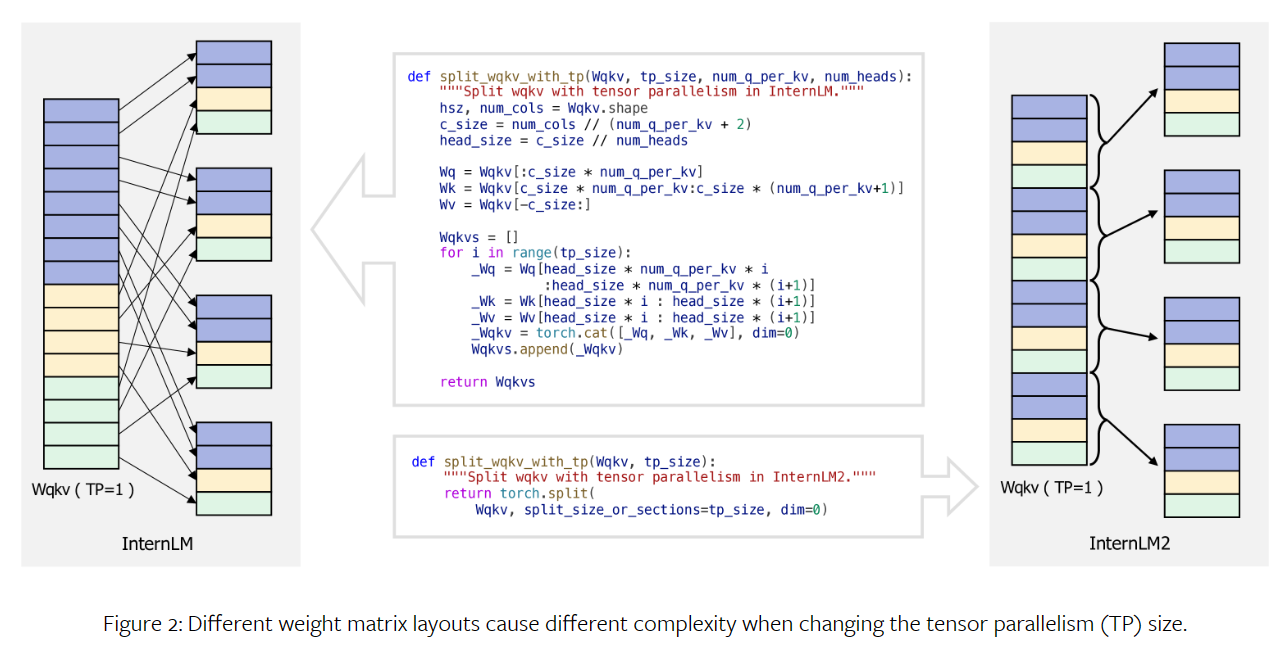 def split_wqkv_with_tp(Wqkv, tp_size, num_q_per_kv, num_heads):
    """Split wqkv with tensor parallelism in InternLM."""
    hsz, num_cols = Wqkv.shape
    c_size = num_cols // (num_q_per_kv + 2)
    head_size = c_size // num_heads

    Wq = Wqkv[:c_size * num_q_per_kv]
    Wk = Wqkv[c_size * num_q_per_kv:c_size * (num_q_per_kv+1)]
    Wv = Wqkv[-c_size:]

    Wqkvs = []
    for i in range(tp_size):
        _Wq = Wq[head_size * num_q_per_kv * i
                 :head_size * num_q_per_kv * (i+1)]
        _Wk = Wk[head_size * i : head_size * (i+1)]
        _Wv = Wv[head_size * i : head_size * (i+1)]
        _Wqkv = torch.cat([_Wq, _Wk, _Wv], dim=0)
        Wqkvs.append(_Wqkv)

    return Wqkvs
def split_wqkv_with_tp(Wqkv, tp_size):
    """Split wqkv with tensor parallelism in InternLM2."""
    return torch.split(
        Wqkv, split_size_or_sections=tp_size, dim=0)
Wqkv ( TP=1 )
InternLM
Wqkv ( TP=1 )
InternLM2
Figure 2: Different weight matrix layouts cause different complexity when changing the tensor parallelism (TP) size.